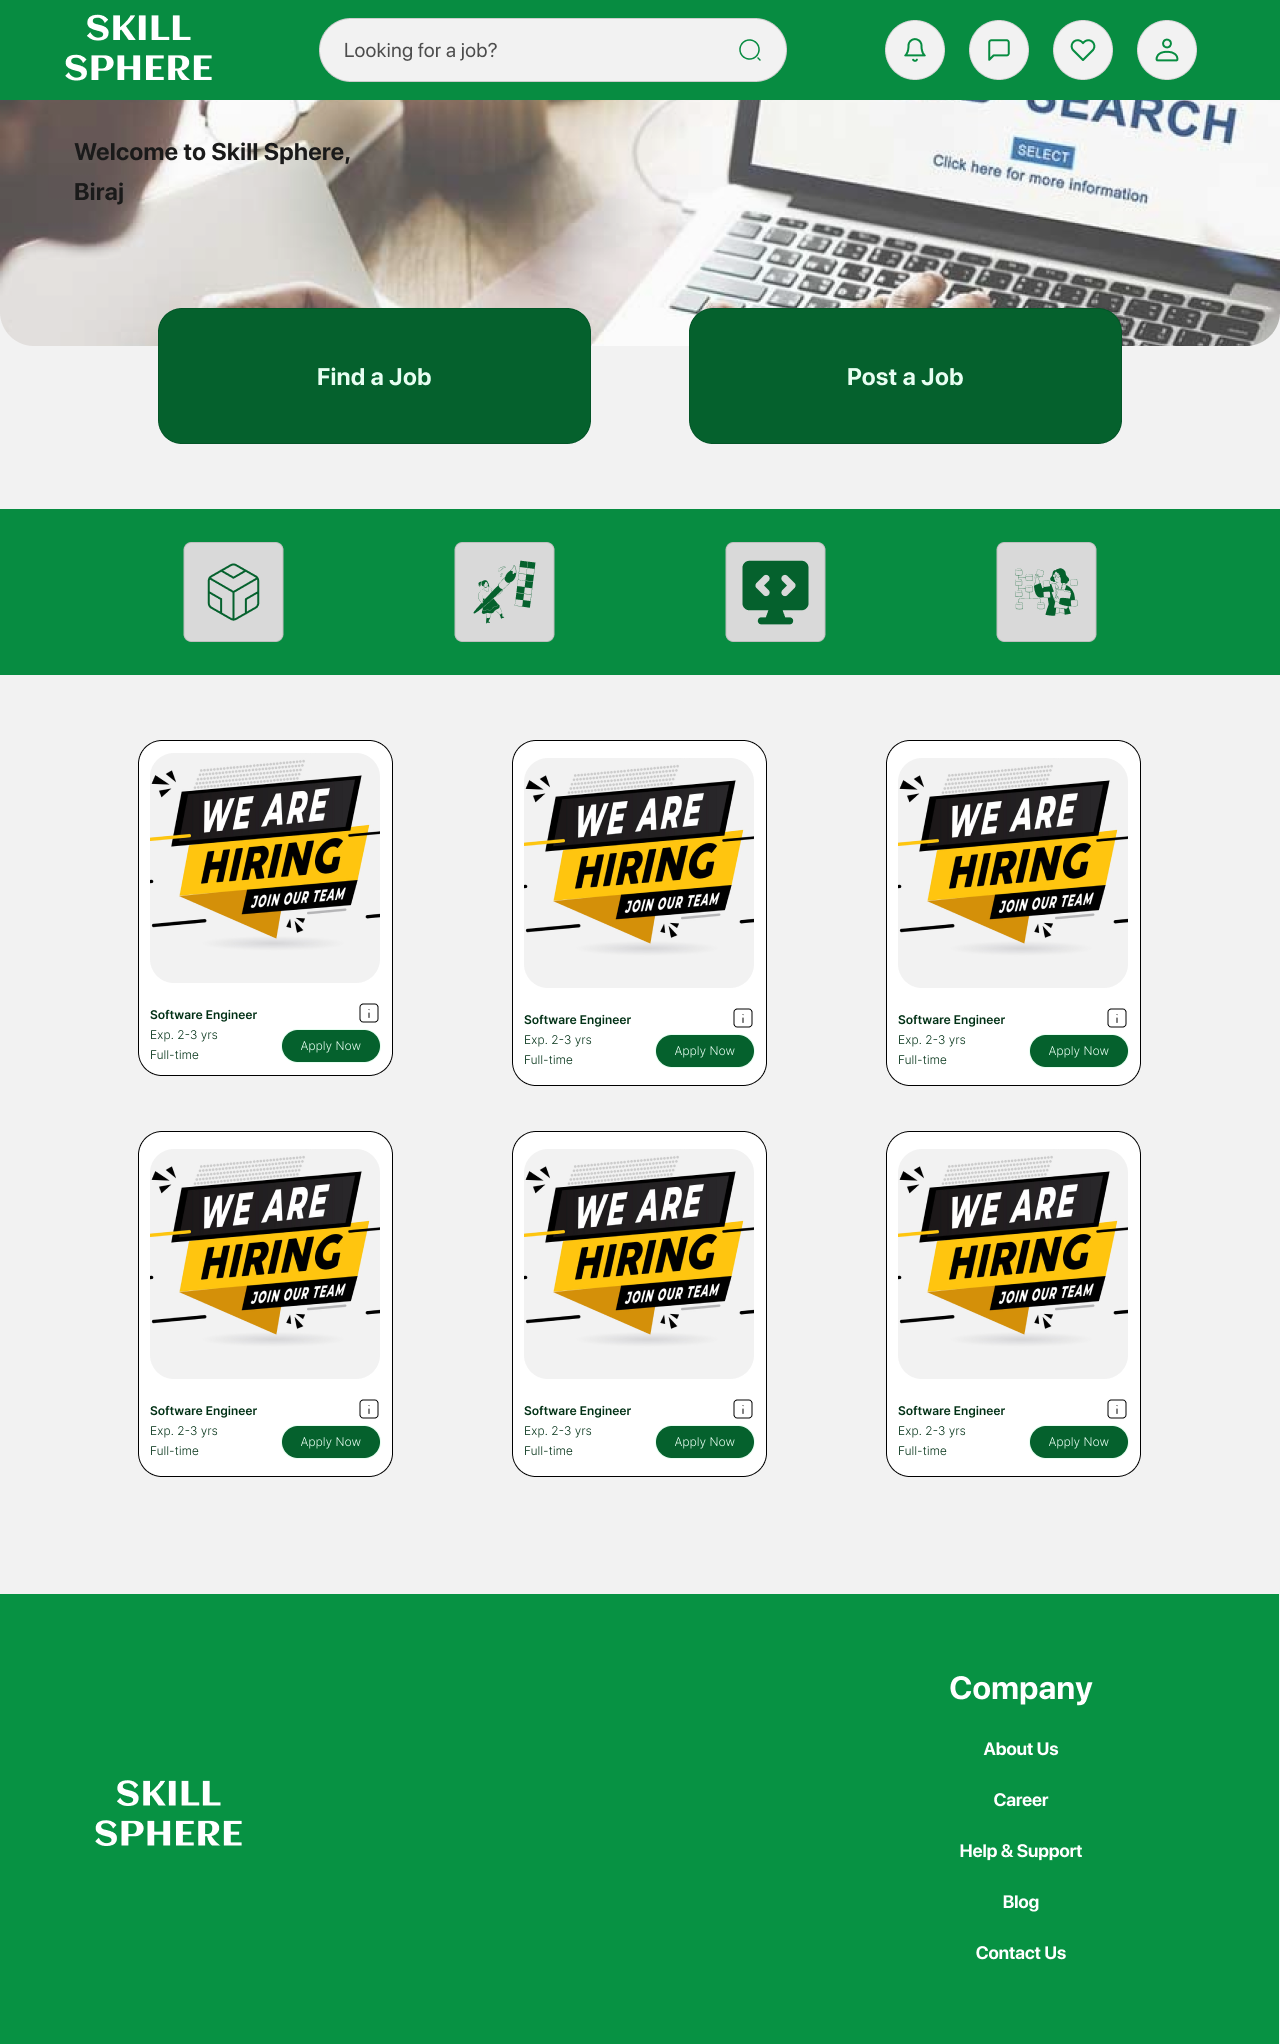 SKILL
SPHERE
Looking for a job?
SEARCH
SELECT
Click here for more information
Welcome to Skill Sphere,
Biraj
Find a Job
Post a Job
WE ARE
HIRING
JOIN OUR TEAM
Software Engineer
Exp. 2-3 yrs
Full-time
Apply Now
WE ARE
HIRING
JOIN OUR TEAM
Software Engineer
Exp. 2-3 yrs
Full-time
Apply Now
WE ARE
HIRING
JOIN OUR TEAM
Software Engineer
Exp. 2-3 yrs
Full-time
Apply Now
WE ARE
HIRING
JOIN OUR TEAM
Software Engineer
Exp. 2-3 yrs
Full-time
Apply Now
WE ARE
HIRING
JOIN OUR TEAM
Software Engineer
Exp. 2-3 yrs
Full-time
Apply Now
WE ARE
HIRING
JOIN OUR TEAM
Software Engineer
Exp. 2-3 yrs
Full-time
Apply Now
SKILL
SPHERE
Company
About Us
Career
Help & Support
Blog
Contact Us